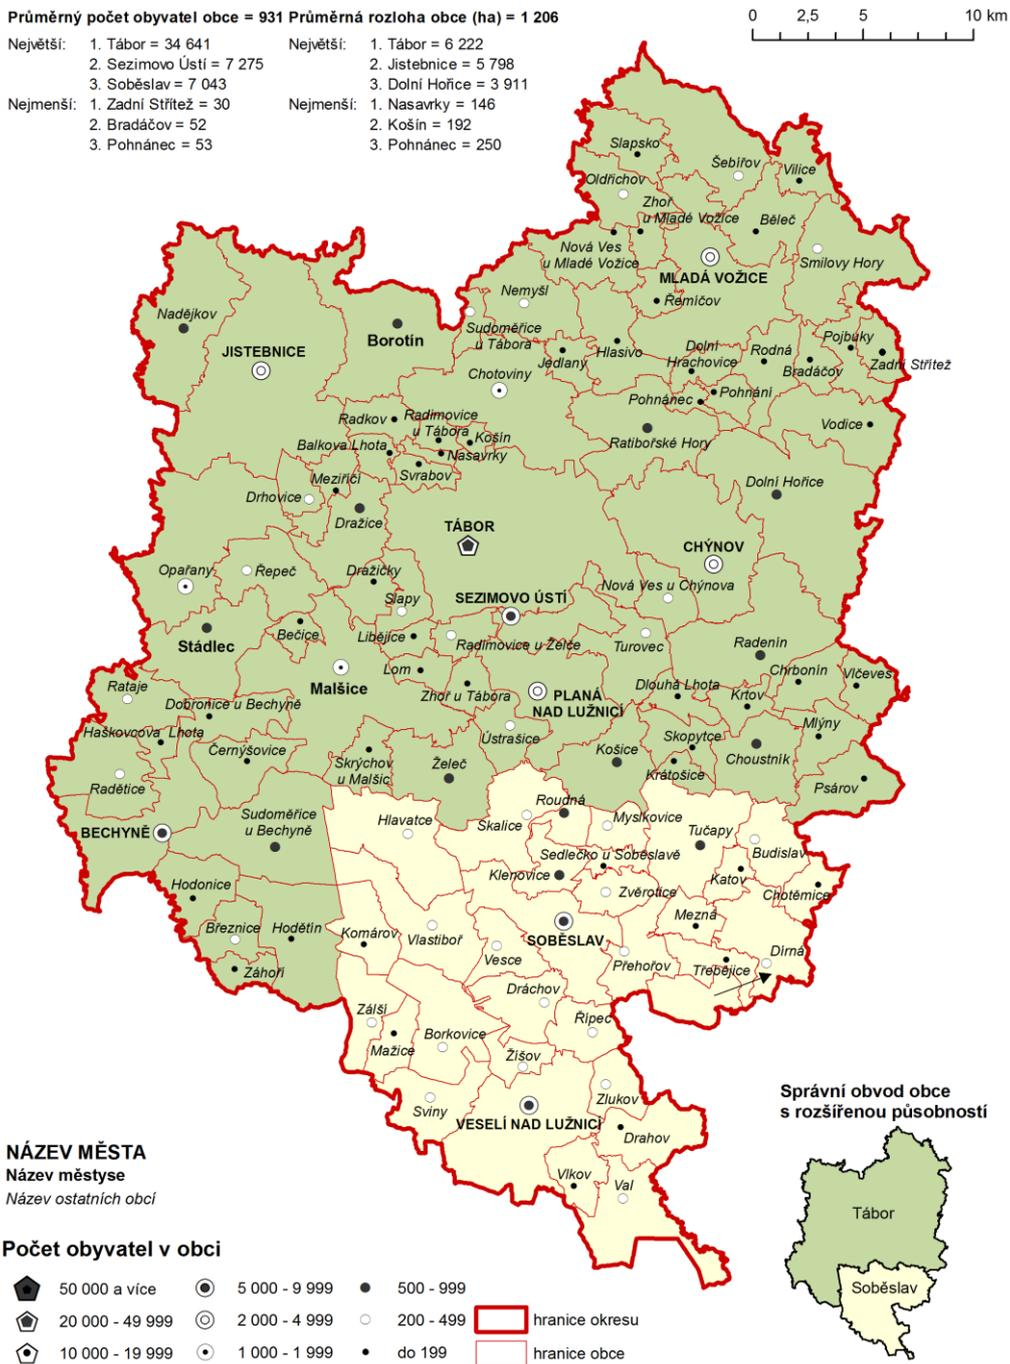 Průměrný počet obyvatel obce = 931 Průměrná rozloha obce (ha) = 1 206
Největší: 1. Tábor = 34 641
2. Sezimovo Ústí = 7 275
3. Soběslav = 7 043
Nejmenší: 1. Zadní Střítež = 30
2. Bradáčov = 52
3. Pohnánec = 53
Největší: 1. Tábor = 6 222
2. Jistebnice = 5 798
3. Dolní Hořice = 3 911
Nejmenší: 1. Nasavrky = 146
2. Košín = 192
3. Pohnánec = 250
0 2,5 5 10 km
Slapsko
Šebířov
Vilice
Oldřichov
Zhoř
u Mladé Vožice
Běleč
Nová Ves
u Mladé Vožice
MLADÁ VOŽICE
Smilovy Hory
Nemyšl
Řemíčov
Nadějkov
Borotín
Sudoměřice
u Tábora
JISTEBNICE
Jedlany
Hlasivo
Dolní
Hrachovice
Rodná
Pojbuky
Bradáčov
Zadní Střítež
Chotoviny
Pohnánec
Pohnání
Radkov
Radimovice
u Tábora
Košín
Vodice
Balkova Lhota
Nasavrky
Ratibořské Hory
Svrabov
Meziříčí
Drhovice
Dolní Hořice
Dražice
TÁBOR
CHÝNOV
Opařany
Řepeč
Dražičky
Nová Ves u Chýnova
Slapy
SEZIMOVO ÚSTÍ
Stádlec
Bečice
Libějice
Radimovice u Želče
Turovec
Radenín
Malšice
Lom
Chrbonín
Vlčeves
Rataje
Zhoř u Tábora
PLANÁ
NAD LUŽNICÍ
Dlouhá Lhota
Krtov
Dobronice u Bechyně
Haškovcova Lhota
Ústrašice
Skopytce
Mlýny
Černýšovice
Košice
Choustník
Skrýchov
u Malšic
Želeč
Krátošice
Radětice
Psárov
BECHYNĚ
Sudoměřice
u Bechyně
Hlavatce
Skalice
Roudná
Myslkovice
Tučapy
Budislav
Sedlečko u Soběslavě
Klenovice
Katov
Hodonice
Zvěrotice
Chotěmice
Mezná
Březnice
Hodětín
Komárov
Vlastiboř
SOBĚSLAV
Vesce
Přehořov
Třebějice
Dírná
Záhoří
Dráchov
Zálší
Řípec
Mažice
Borkovice
Žíšov
Sviny
VESELÍ NAD LUŽNICÍ
Zlukov
Drahov
Vlkov
Val
Správní obvod obce
s rozšířenou působností
Tábor
Soběslav
NÁZEV MĚSTA
Název městyse
Název ostatních obcí
Počet obyvatel v obci
50 000 a více 5 000 - 9 999 500 - 999
20 000 - 49 999 2 000 - 4 999 200 - 499 hranice okresu
10 000 - 19 999 1 000 - 1 999 do 199 hranice obce